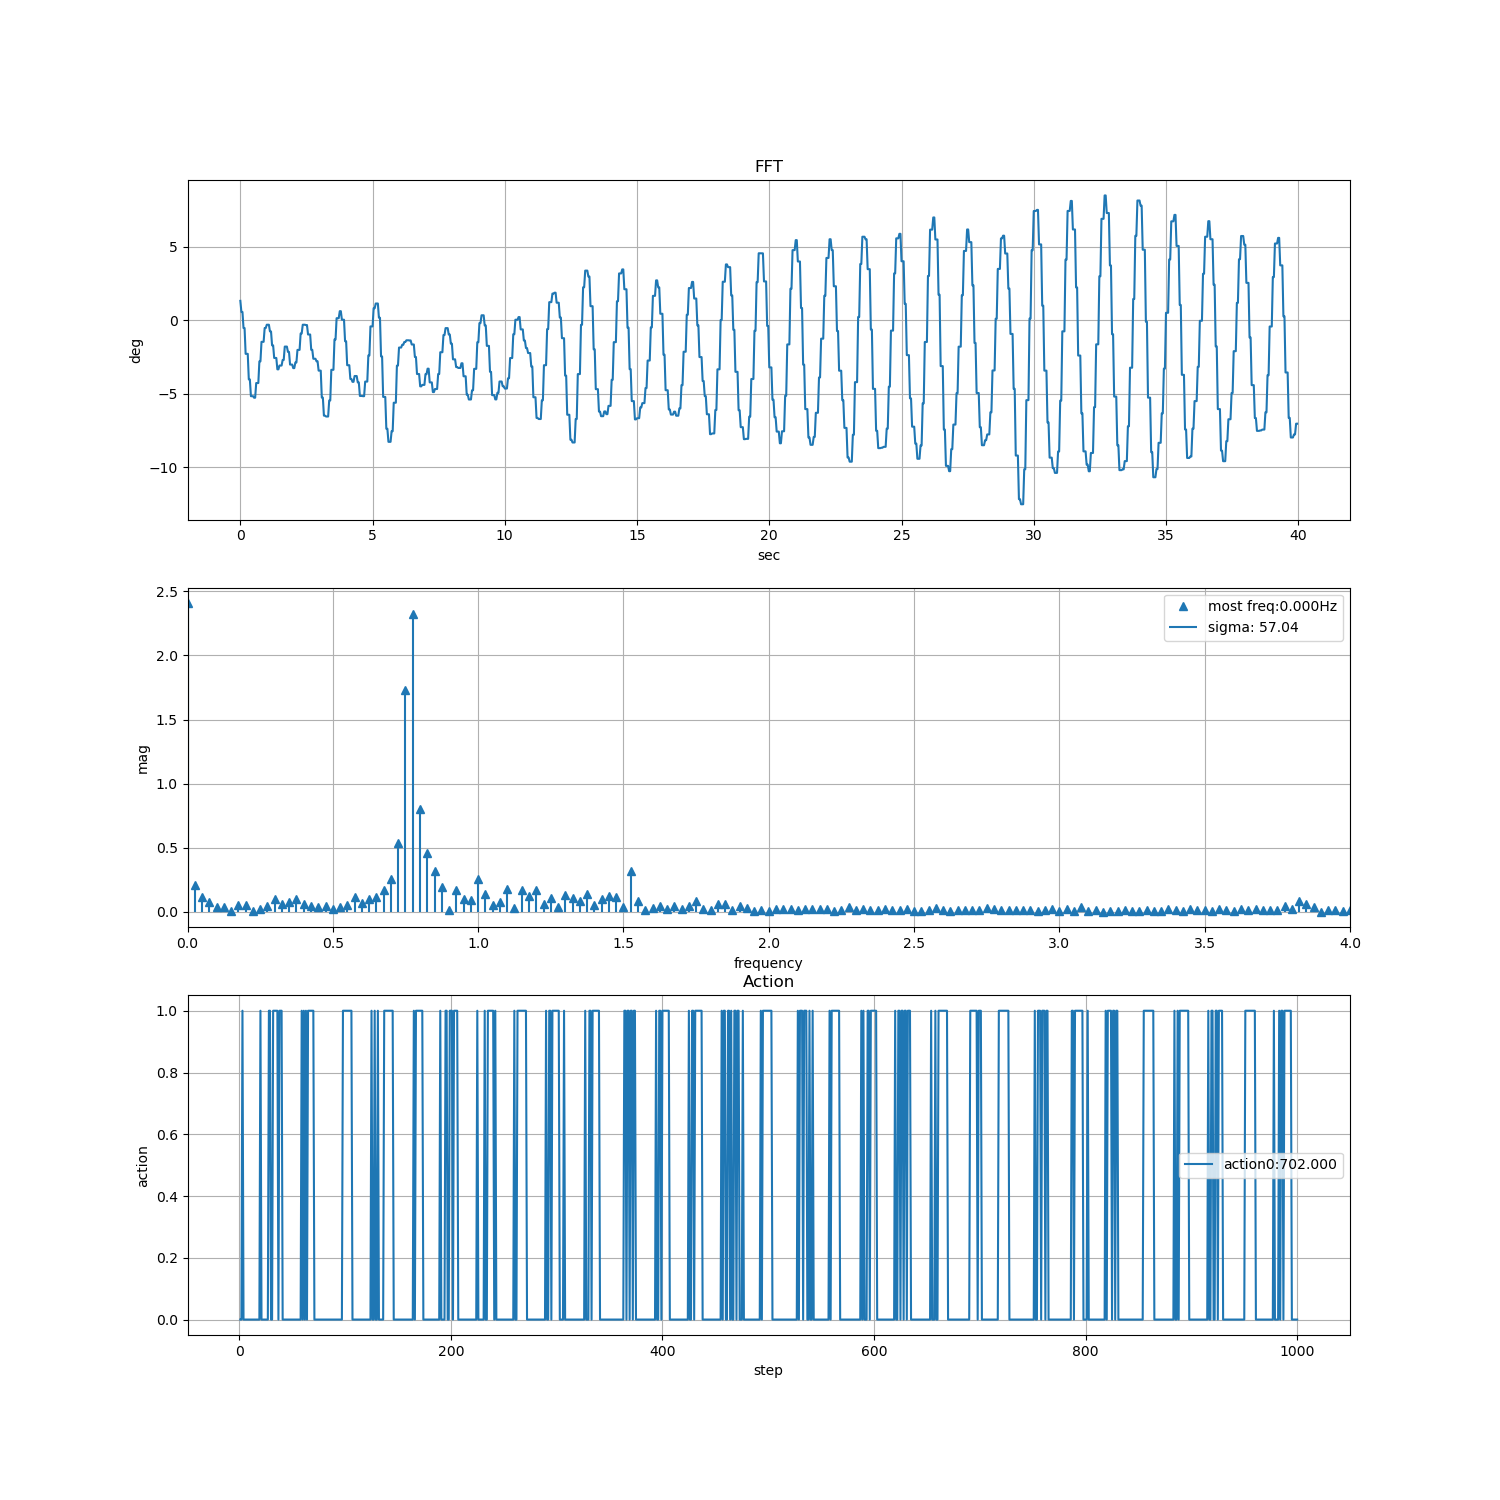 FFT
5
0
−5
−10
deg
0 5 10 15 20 25 30 35 40
sec
2.5
2.0
1.5
1.0
0.5
0.0
mag
most freq:0.000Hz
sigma: 57.04
0.0 0.5 1.0 1.5 2.0 2.5 3.0 3.5 4.0
frequency
Action
1.0
0.8
0.6
0.4
0.2
0.0
action
action0:702.000
0 200 400 600 800 1000
step